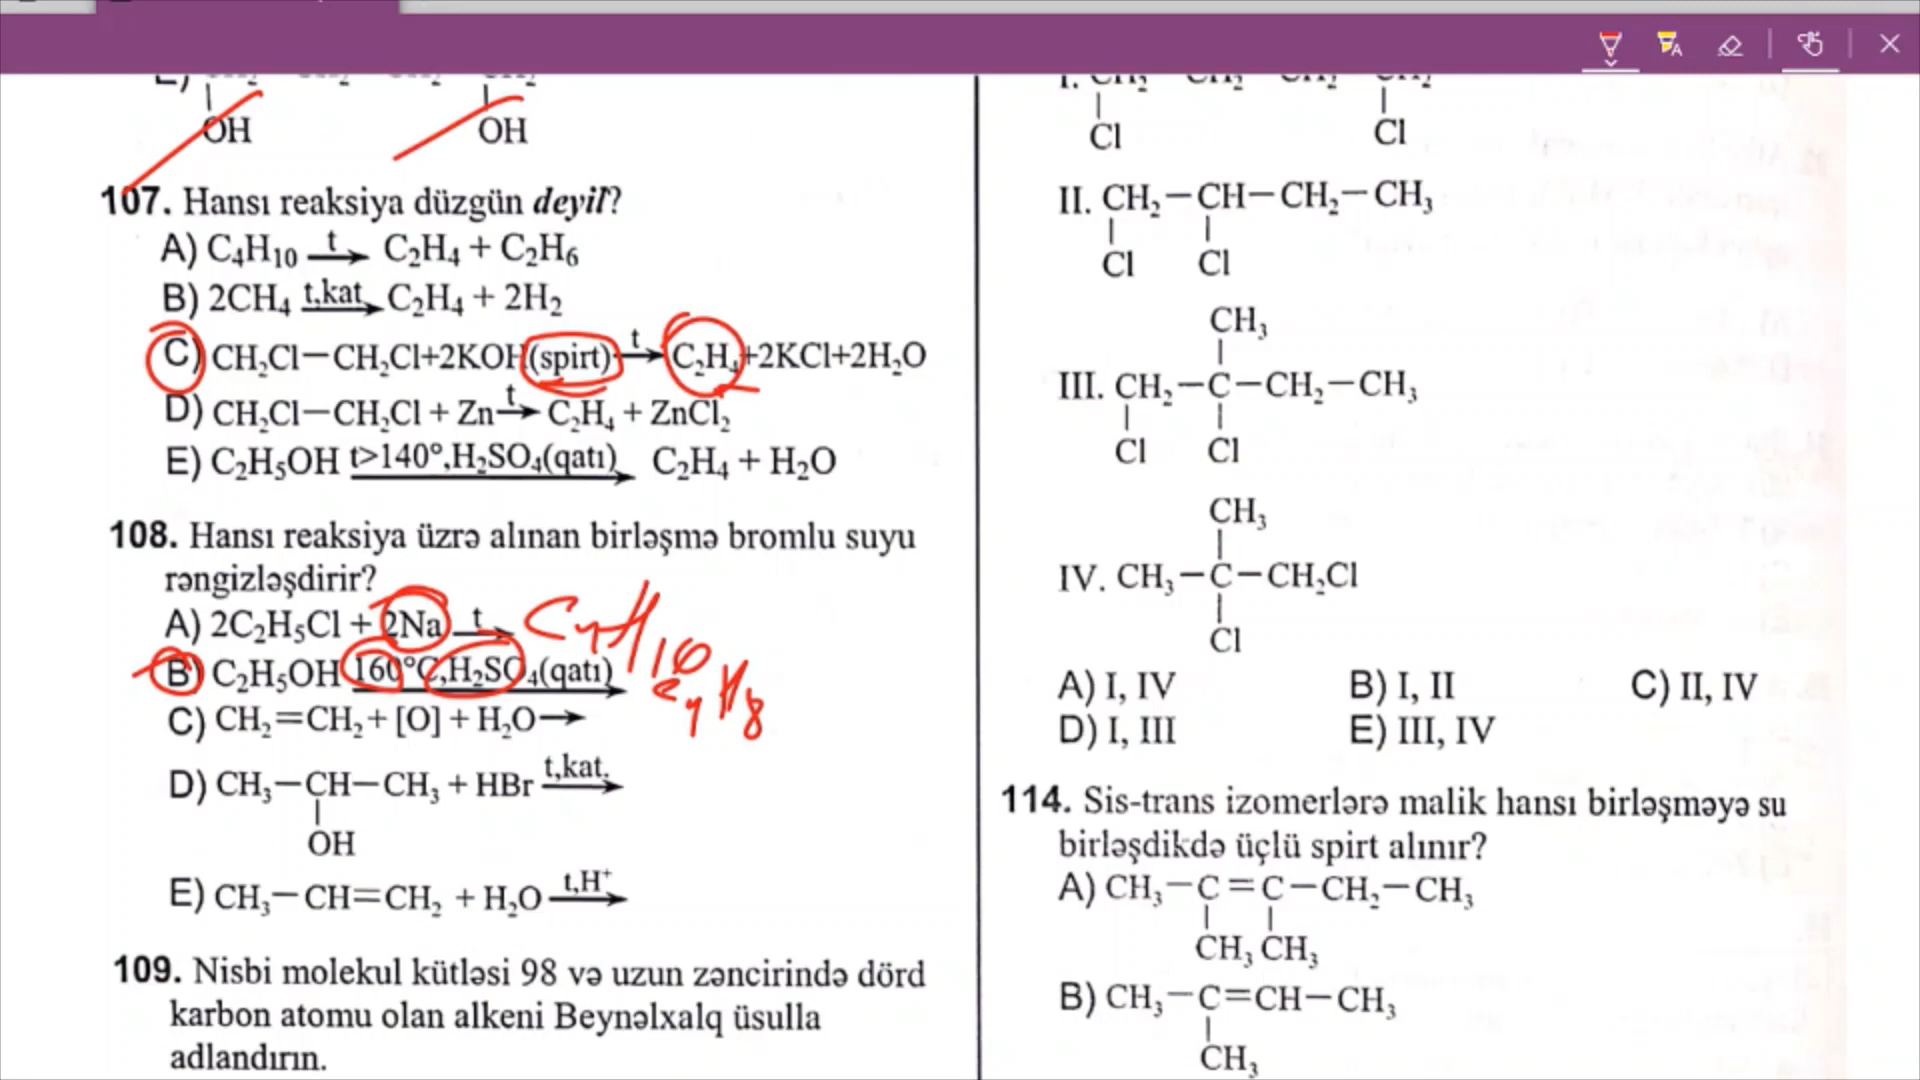 OH OH
107. Hansı reaksiya düzgün deyil?
A) C₄H₁₀ t→ C₂H₄ + C₂H₆
B) 2CH₄ t,kat→ C₂H₄ + 2H₂
C) CH₂Cl—CH₂Cl+2KOH(spirt) t→ C₂H₄+2KCl+2H₂O
D) CH₂Cl—CH₂Cl + Zn t→ C₂H₄ + ZnCl₂
E) C₂H₅OH t>140°,H₂SO₄(qatı)→ C₂H₄ + H₂O
108. Hansı reaksiya üzrə alınan birləşmə bromlu suyu
rəngizləşdirir?
A) 2C₂H₅Cl + 2Na t→ C₄H₁₀
B) C₂H₅OH 160°C,H₂SO₄(qatı)→
C₄H₈
C) CH₂=CH₂ + [O] + H₂O→
D) CH₃—CH—CH₃ + HBr t,kat.→
OH
E) CH₃—CH=CH₂ + H₂O t,H⁺→
109. Nisbi molekul kütləsi 98 və uzun zəncirində dörd
karbon atomu olan alkeni Beynəlxalq üsulla
adlandırın.
I. CH₂ CH₂ CH₂ CH₂
Cl Cl
II. CH₂—CH—CH₂—CH₃
Cl Cl
CH₃
III. CH₂—C—CH₂—CH₃
Cl Cl
CH₃
IV. CH₃—C—CH₂Cl
Cl
A) I, IV B) I, II C) II, IV
D) I, III E) III, IV
114. Sis-trans izomerlərə malik hansı birləşməyə su
birləşdikdə üçlü spirt alınır?
A) CH₃—C=C—CH₂—CH₃
CH₃ CH₃
B) CH₃—C=CH—CH₃
CH₃